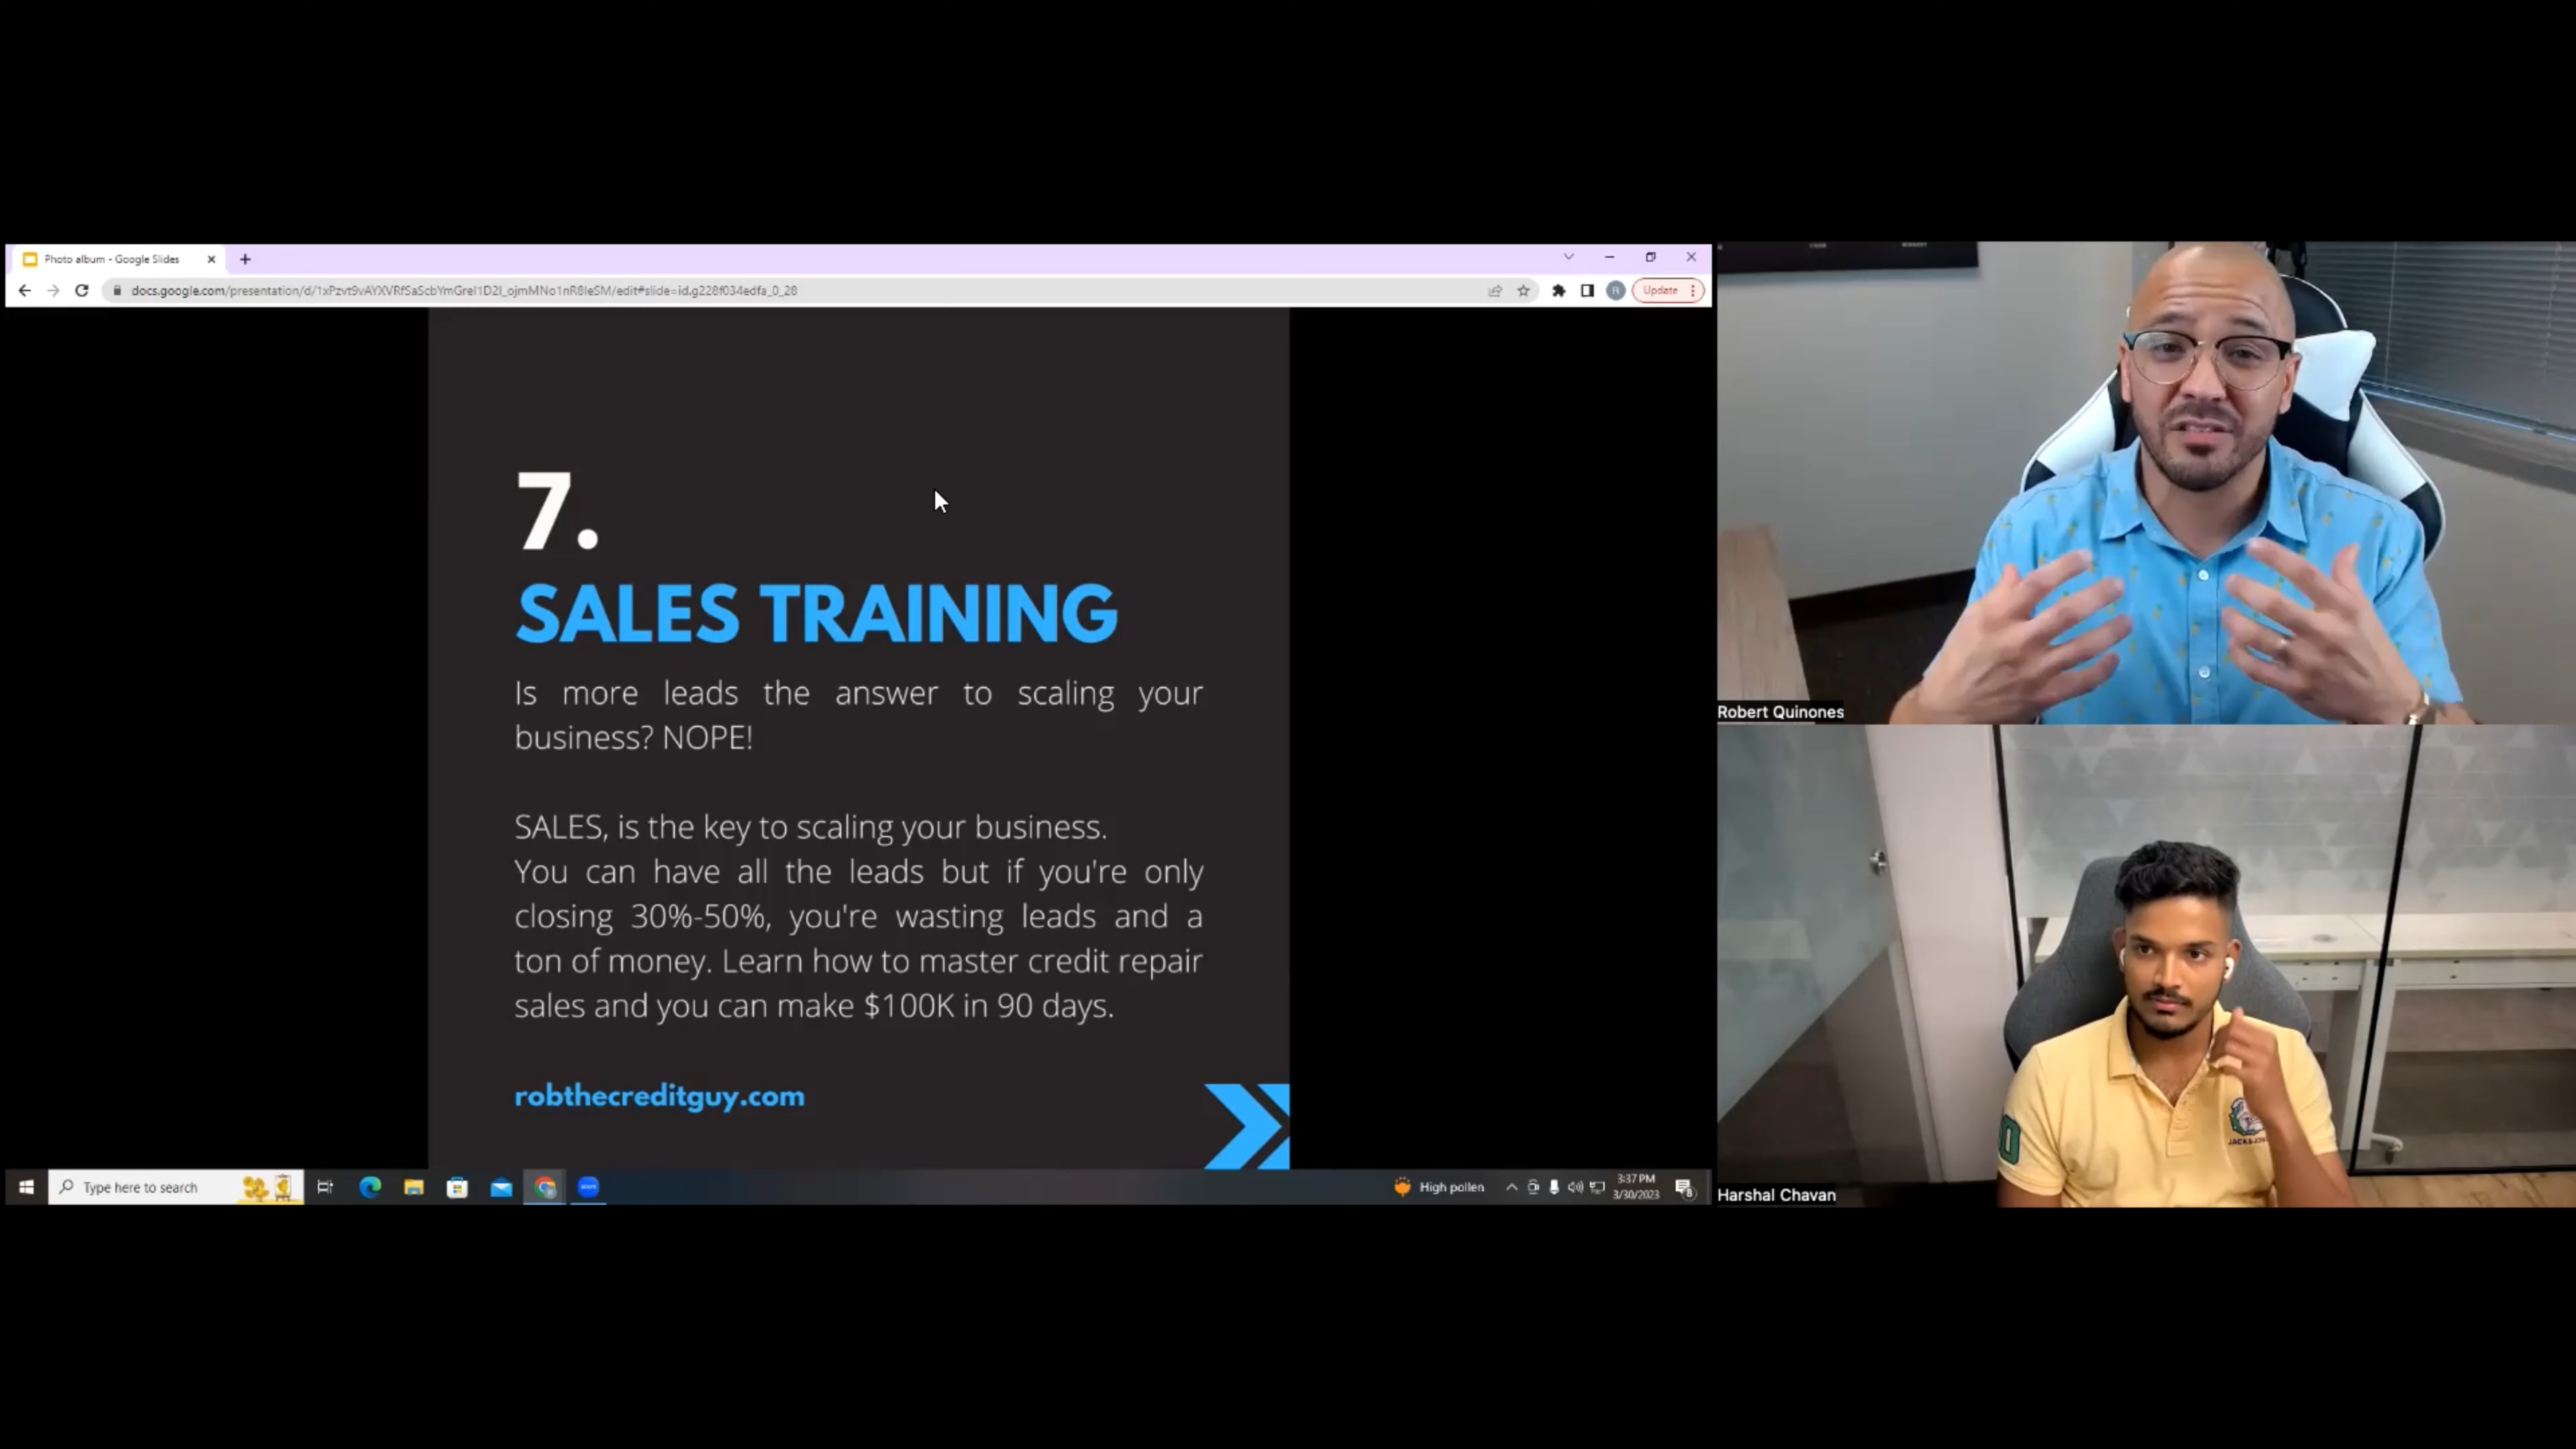 Photo album - Google Slides
docs.google.com/presentation/d/1xPzvt9vAYXVRfSaScbYmGreI1D2I_ojmMNo1nR8IeSM/edit#slide=id.g228f034edfa_0_28
R
Update
7.
SALES TRAINING
Is more leads the answer to scaling your
business? NOPE!
SALES, is the key to scaling your business.
You can have all the leads but if you're only
closing 30%-50%, you're wasting leads and a
ton of money. Learn how to master credit repair
sales and you can make $100K in 90 days.
robthecreditguy.com
Type here to search
High pollen
3:37 PM
3/30/2023
8
Robert Quinones
Harshal Chavan